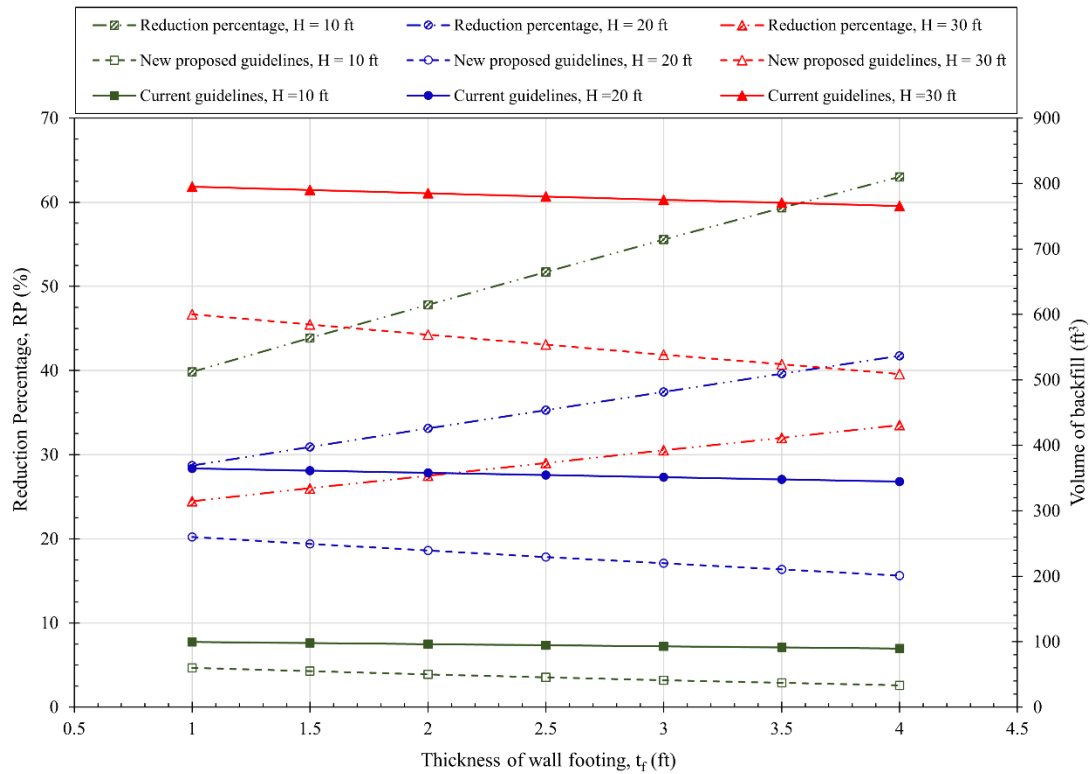 Reduction percentage, H = 10 ft Reduction percentage, H = 20 ft Reduction percentage, H = 30 ft
New proposed guidelines, H = 10 ft New proposed guidelines, H = 20 ft New proposed guidelines, H = 30 ft
Current guidelines, H =10 ft Current guidelines, H =20 ft Current guidelines, H =30 ft
70 900
60 800
50 700
40 600
30 500
20 400
10 300
0 200
100
0
Reduction Percentage, RP (%)
Volume of backfill (ft³)
0.5 1 1.5 2 2.5 3 3.5 4 4.5
Thickness of wall footing, t_f (ft)